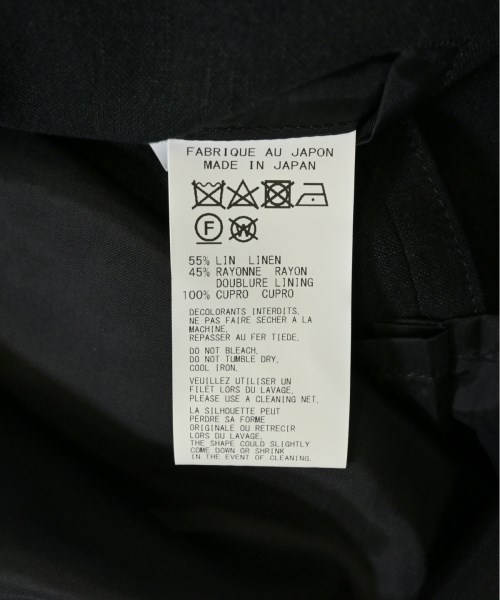 FABRIQUE AU JAPON
MADE IN JAPAN
F W
55% LIN LINEN
45% RAYONNE RAYON
DOUBLURE LINING
100% CUPRO CUPRO
DECOLORANTS INTERDITS.
NE PAS FAIRE SECHER A LA
MACHINE.
REPASSER AU FER TIEDE.
DO NOT BLEACH.
DO NOT TUMBLE DRY.
COOL IRON.
VEUILLEZ UTILISER UN
FILET LORS DU LAVAGE.
PLEASE USE A CLEANING NET.
LA SILHOUETTE PEUT
PERDRE SA FORME
ORIGINALE OU RETRECIR
LORS DU LAVAGE.
THE SHAPE COULD SLIGHTLY
COME DOWN OR SHRINK
IN THE EVENT OF CLEANING.